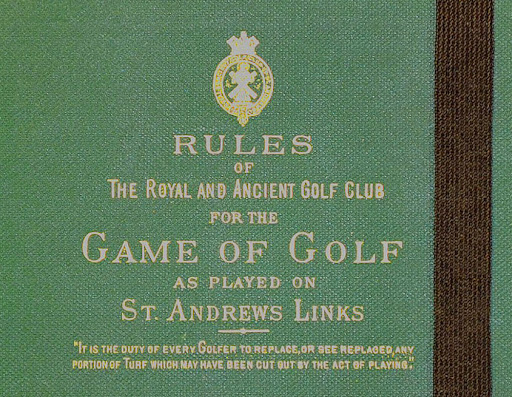 RULES
OF
THE ROYAL AND ANCIENT GOLF CLUB
FOR THE
GAME OF GOLF
AS PLAYED ON
ST. ANDREWS LINKS
"IT IS THE DUTY OF EVERY GOLFER TO REPLACE, OR SEE REPLACED, ANY
PORTION OF TURF WHICH MAY HAVE BEEN CUT OUT BY THE ACT OF PLAYING."